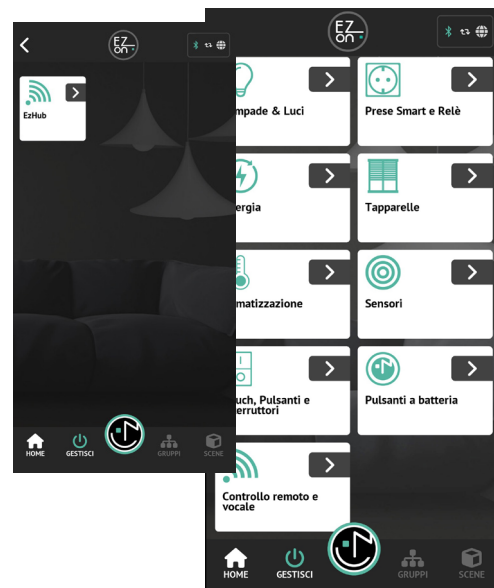 EZ
on
EzHub
HOME
GESTISCI
GRUPPI
SCENE
EZ
on
mpade & Luci
Prese Smart e Relè
ergia
Tapparelle
matizzazione
Sensori
uch, Pulsanti e
erruttori
Pulsanti a batteria
Controllo remoto e
vocale
HOME
GESTISCI
GRUPPI
SCENE